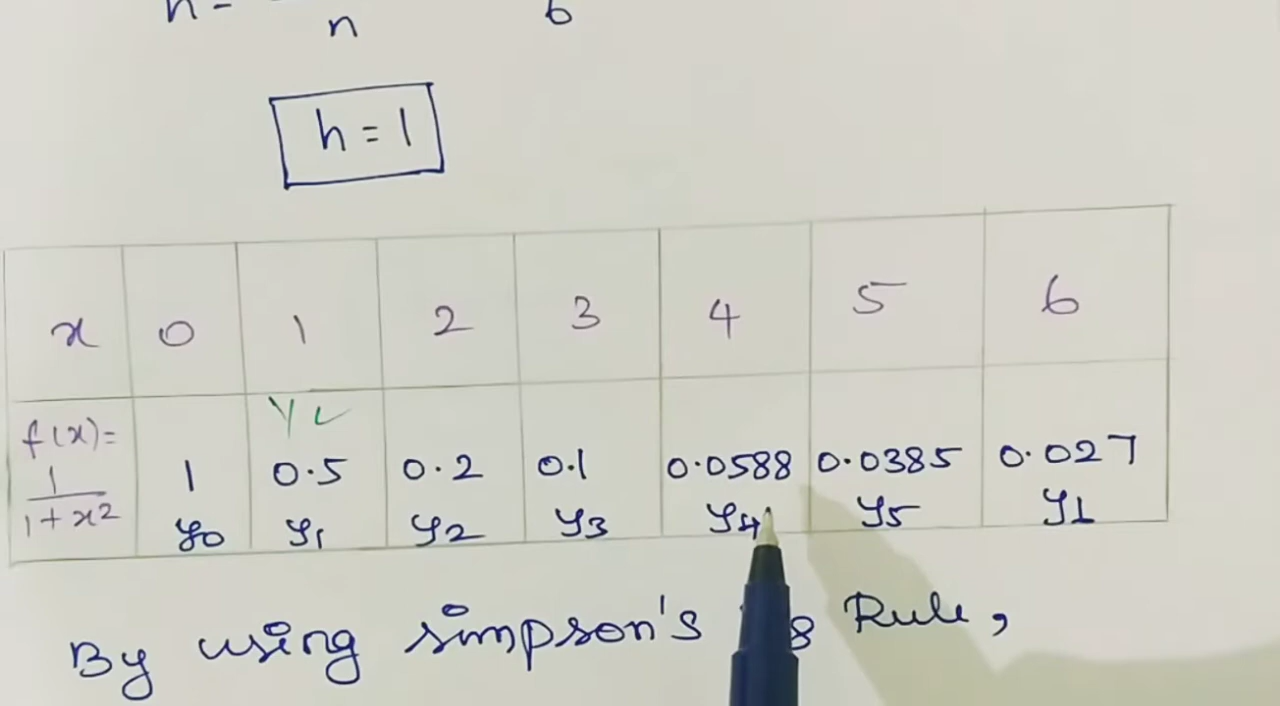 h =
n 6
h = 1
x 0 1 2 3 4 5 6
f(x)= 1/1+x² 1 0.5 0.2 0.1 0.0588 0.0385 0.027
y0 y1 y2 y3 y4 y5 y1
By using simpson's 8 Rule,